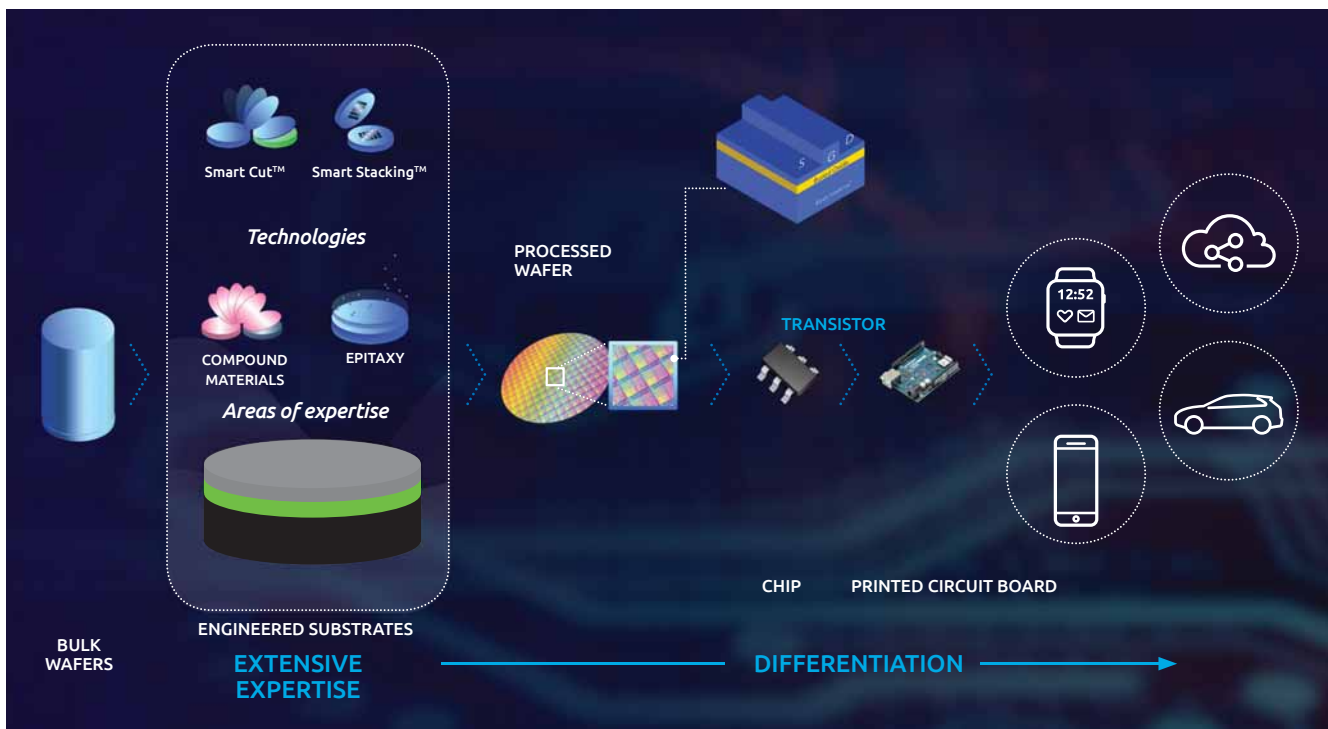 Smart Cut™
Smart Stacking™
Technologies
COMPOUND
MATERIALS
EPITAXY
Areas of expertise
PROCESSED
WAFER
S G D
TRANSISTOR
12:52
CHIP
PRINTED CIRCUIT BOARD
BULK
WAFERS
ENGINEERED SUBSTRATES
EXTENSIVE
EXPERTISE
DIFFERENTIATION